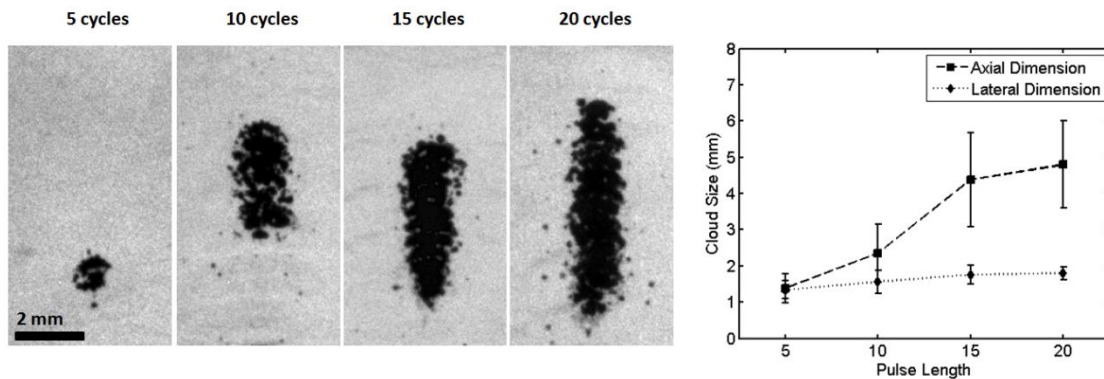 5 cycles
10 cycles
15 cycles
20 cycles
2 mm
8
7
6
5
4
3
2
1
0
Cloud Size (mm)
Axial Dimension
Lateral Dimension
5
10
15
20
Pulse Length